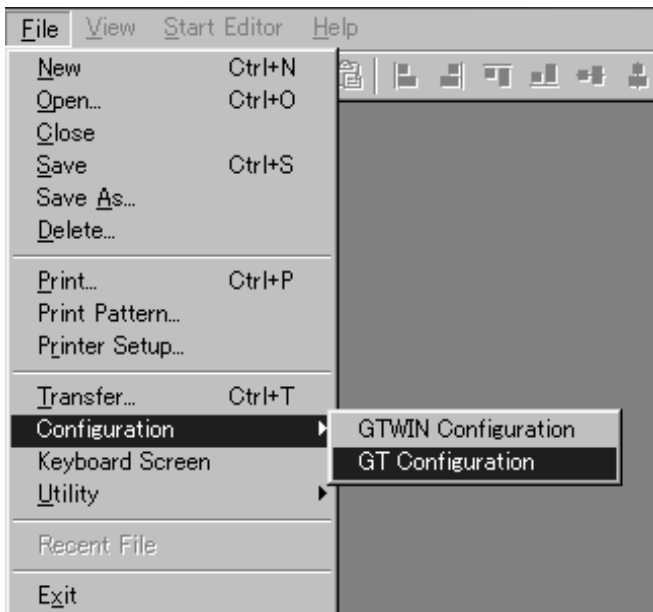 File View Start Editor Help
New Ctrl+N
Open... Ctrl+O
Close
Save Ctrl+S
Save As...
Delete...
Print... Ctrl+P
Print Pattern...
Printer Setup...
Transfer... Ctrl+T
Configuration
GTWIN Configuration
Keyboard Screen
GT Configuration
Utility
Recent File
Exit